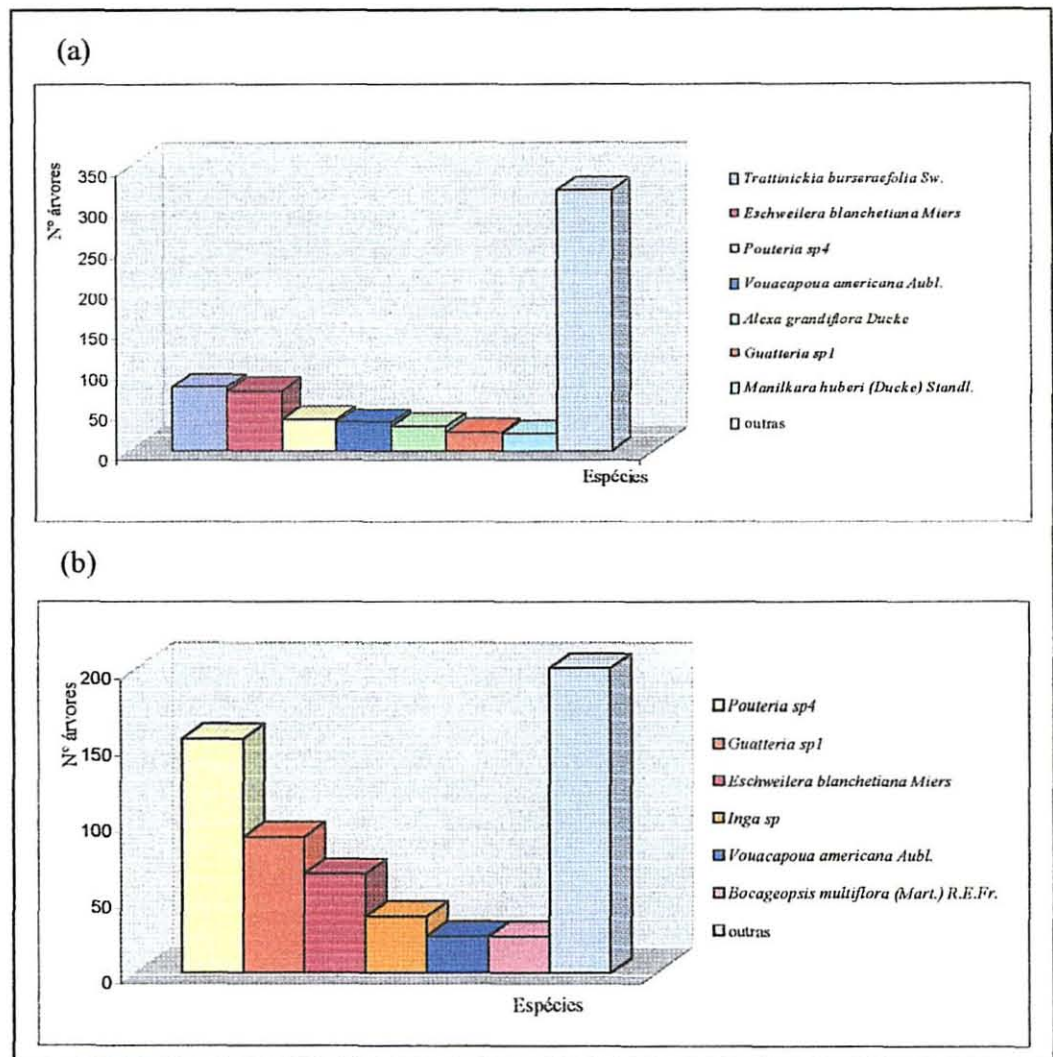 (a)
Nº árvores
350
300
250
200
150
100
50
0
Espécies
Trattinickia burseraefolia Sw.
Eschweilera blanchetiana Miers
Pouteria sp4
Vouacapoua americana Aubl.
Alexa grandiflora Ducke
Guatteria sp1
Manilkara huberi (Ducke) Standl.
outras
(b)
Nº árvores
200
150
100
50
0
Espécies
Pouteria sp4
Guatteria sp1
Eschweilera blanchetiana Miers
Inga sp
Vouacapoua americana Aubl.
Bocageopsis multiflora (Mart.) R.E.Fr.
outras